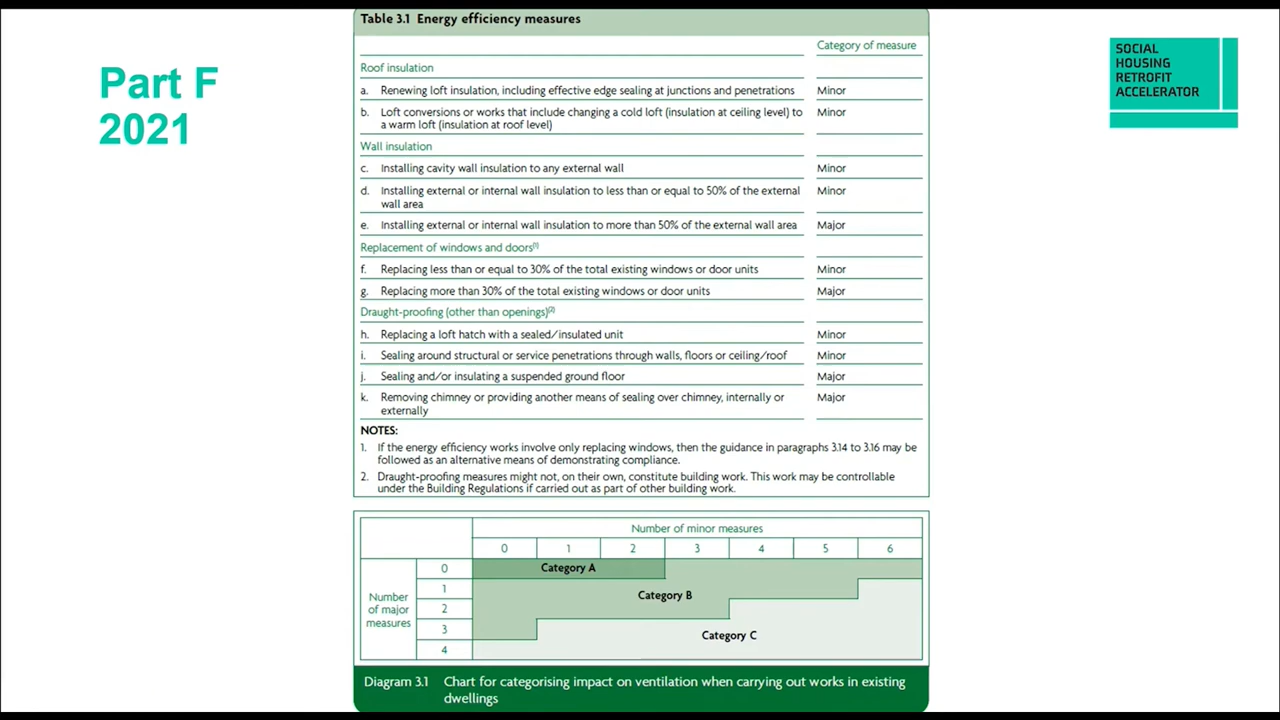 Part F
2021
SOCIAL
HOUSING
RETROFIT
ACCELERATOR
Table 3.1 Energy efficiency measures
Category of measure
Roof insulation
a. Renewing loft insulation, including effective edge sealing at junctions and penetrations Minor
b. Loft conversions or works that include changing a cold loft (insulation at ceiling level) to Minor
a warm loft (insulation at roof level)
Wall insulation
c. Installing cavity wall insulation to any external wall Minor
d. Installing external or internal wall insulation to less than or equal to 50% of the external Minor
wall area
e. Installing external or internal wall insulation to more than 50% of the external wall area Major
Replacement of windows and doors(1)
f. Replacing less than or equal to 30% of the total existing windows or door units Minor
g. Replacing more than 30% of the total existing windows or door units Major
Draught-proofing (other than openings)(2)
h. Replacing a loft hatch with a sealed/insulated unit Minor
i. Sealing around structural or service penetrations through walls, floors or ceiling/roof Minor
j. Sealing and/or insulating a suspended ground floor Major
k. Removing chimney or providing another means of sealing over chimney, internally or Major
externally
NOTES:
1. If the energy efficiency works involve only replacing windows, then the guidance in paragraphs 3.14 to 3.16 may be
followed as an alternative means of demonstrating compliance.
2. Draught-proofing measures might not, on their own, constitute building work. This work may be controllable
under the Building Regulations if carried out as part of other building work.
Number of minor measures
0 1 2 3 4 5 6
0 Category A
1 Category B
Number
of major
measures
2
3 Category C
4
Diagram 3.1 Chart for categorising impact on ventilation when carrying out works in existing
dwellings